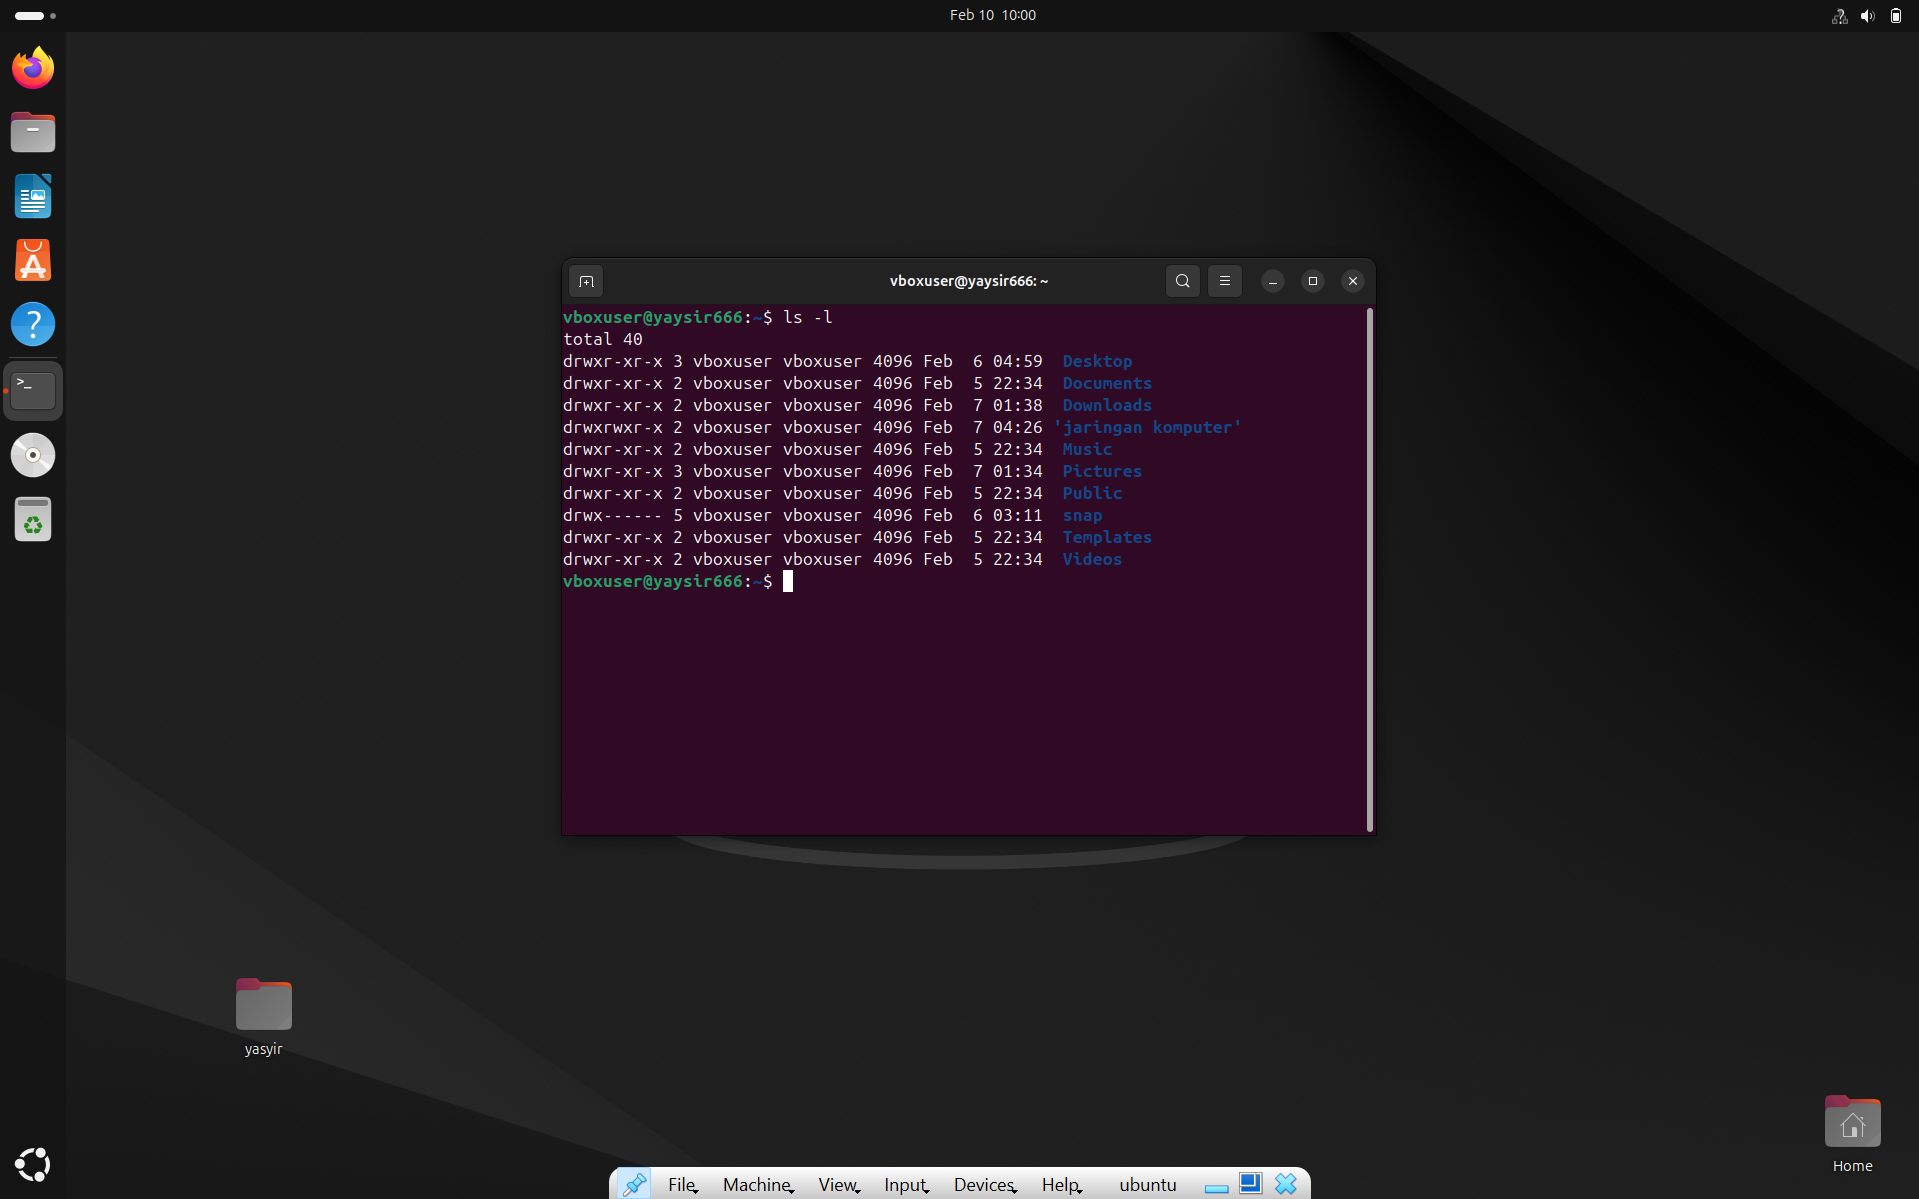 Feb 10 10:00
vboxuser@yaysir666: ~
vboxuser@yaysir666:~$ ls -l
total 40
drwxr-xr-x 3 vboxuser vboxuser 4096 Feb  6 04:59  Desktop
drwxr-xr-x 2 vboxuser vboxuser 4096 Feb  5 22:34  Documents
drwxr-xr-x 2 vboxuser vboxuser 4096 Feb  7 01:38  Downloads
drwxrwxr-x 2 vboxuser vboxuser 4096 Feb  7 04:26 'jaringan komputer'
drwxr-xr-x 2 vboxuser vboxuser 4096 Feb  5 22:34  Music
drwxr-xr-x 3 vboxuser vboxuser 4096 Feb  7 01:34  Pictures
drwxr-xr-x 2 vboxuser vboxuser 4096 Feb  5 22:34  Public
drwx------ 5 vboxuser vboxuser 4096 Feb  6 03:11  snap
drwxr-xr-x 2 vboxuser vboxuser 4096 Feb  5 22:34  Templates
drwxr-xr-x 2 vboxuser vboxuser 4096 Feb  5 22:34  Videos
vboxuser@yaysir666:~$
yasyir
Home
File Machine View Input Devices Help ubuntu